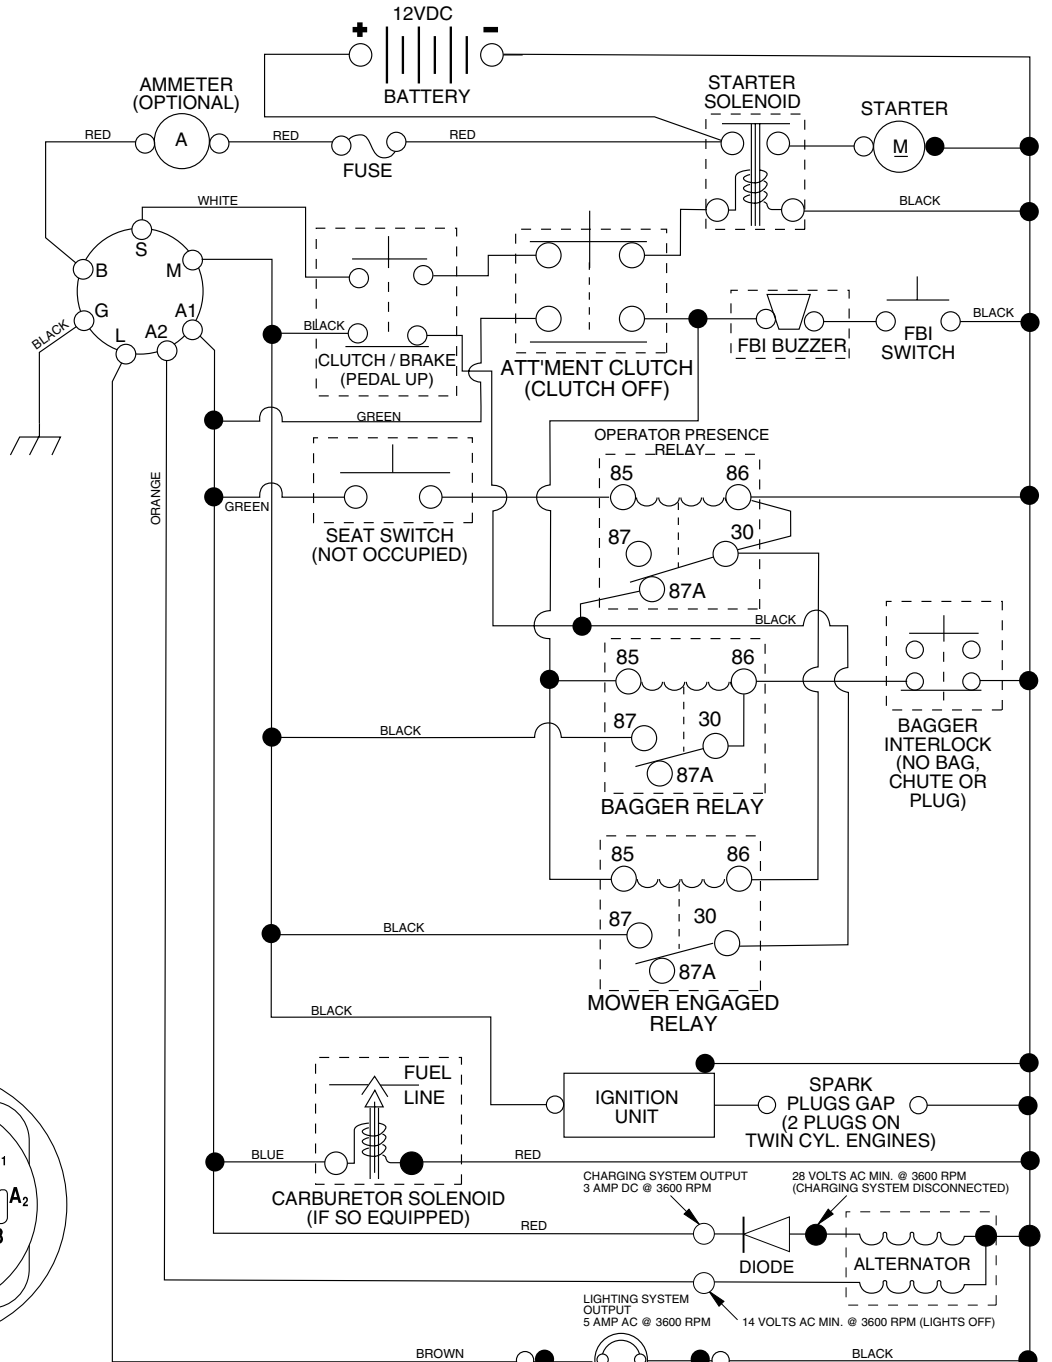 12VDC
+
-
BATTERY
AMMETER
(OPTIONAL)
STARTER
SOLENOID
STARTER
RED
A
RED
RED
FUSE
M
WHITE
BLACK
S
B
M
G
A1
L
A2
BLACK
BLACK
CLUTCH / BRAKE
(PEDAL UP)
ATT'MENT CLUTCH
(CLUTCH OFF)
FBI BUZZER
FBI
SWITCH
BLACK
GREEN
OPERATOR PRESENCE
RELAY
85
86
ORANGE
GREEN
SEAT SWITCH
(NOT OCCUPIED)
87
30
87A
BLACK
85
86
87
30
87A
BLACK
BAGGER RELAY
BAGGER
INTERLOCK
(NO BAG,
CHUTE OR
PLUG)
85
86
87
30
87A
BLACK
MOWER ENGAGED
RELAY
BLACK
FUEL
LINE
IGNITION
UNIT
SPARK
PLUGS GAP
(2 PLUGS ON
TWIN CYL. ENGINES)
BLUE
RED
CARBURETOR SOLENOID
(IF SO EQUIPPED)
CHARGING SYSTEM OUTPUT
3 AMP DC @ 3600 RPM
28 VOLTS AC MIN. @ 3600 RPM
(CHARGING SYSTEM DISCONNECTED)
1
A2
RED
DIODE
ALTERNATOR
LIGHTING SYSTEM
OUTPUT
5 AMP AC @ 3600 RPM
14 VOLTS AC MIN. @ 3600 RPM (LIGHTS OFF)
BROWN
BLACK